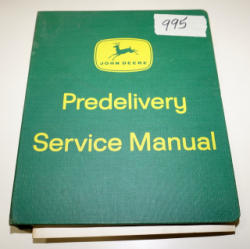 995
JOHN DEERE
Predelivery
Service Manual